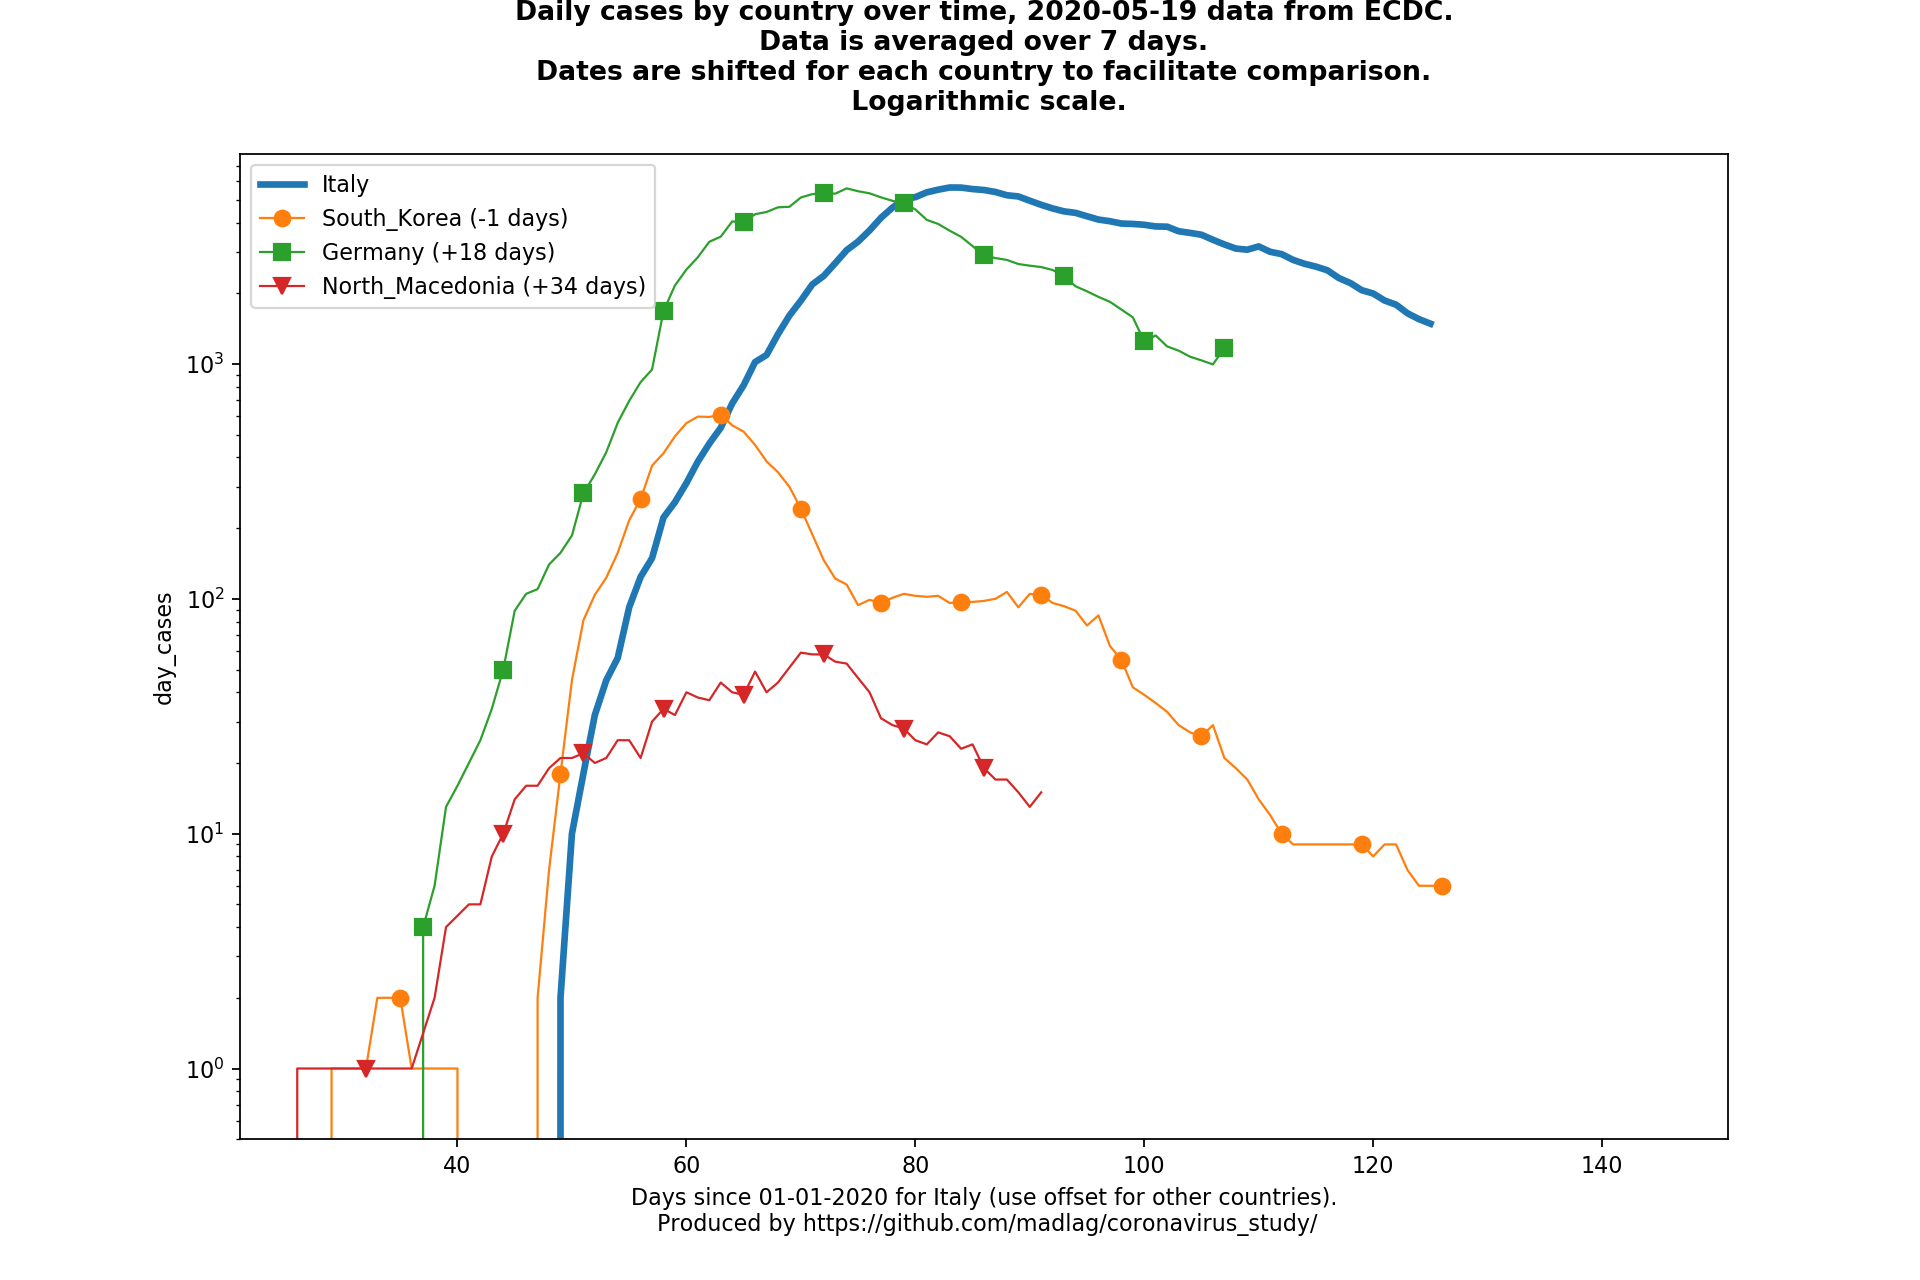 Daily cases by country over time, 2020-05-19 data from ECDC.
Data is averaged over 7 days.
Dates are shifted for each country to facilitate comparison.
Logarithmic scale.
Italy
South_Korea (-1 days)
Germany (+18 days)
North_Macedonia (+34 days)
day_cases
10³
10²
10¹
10⁰
40 60 80 100 120 140
Days since 01-01-2020 for Italy (use offset for other countries).
Produced by https://github.com/madlag/coronavirus_study/